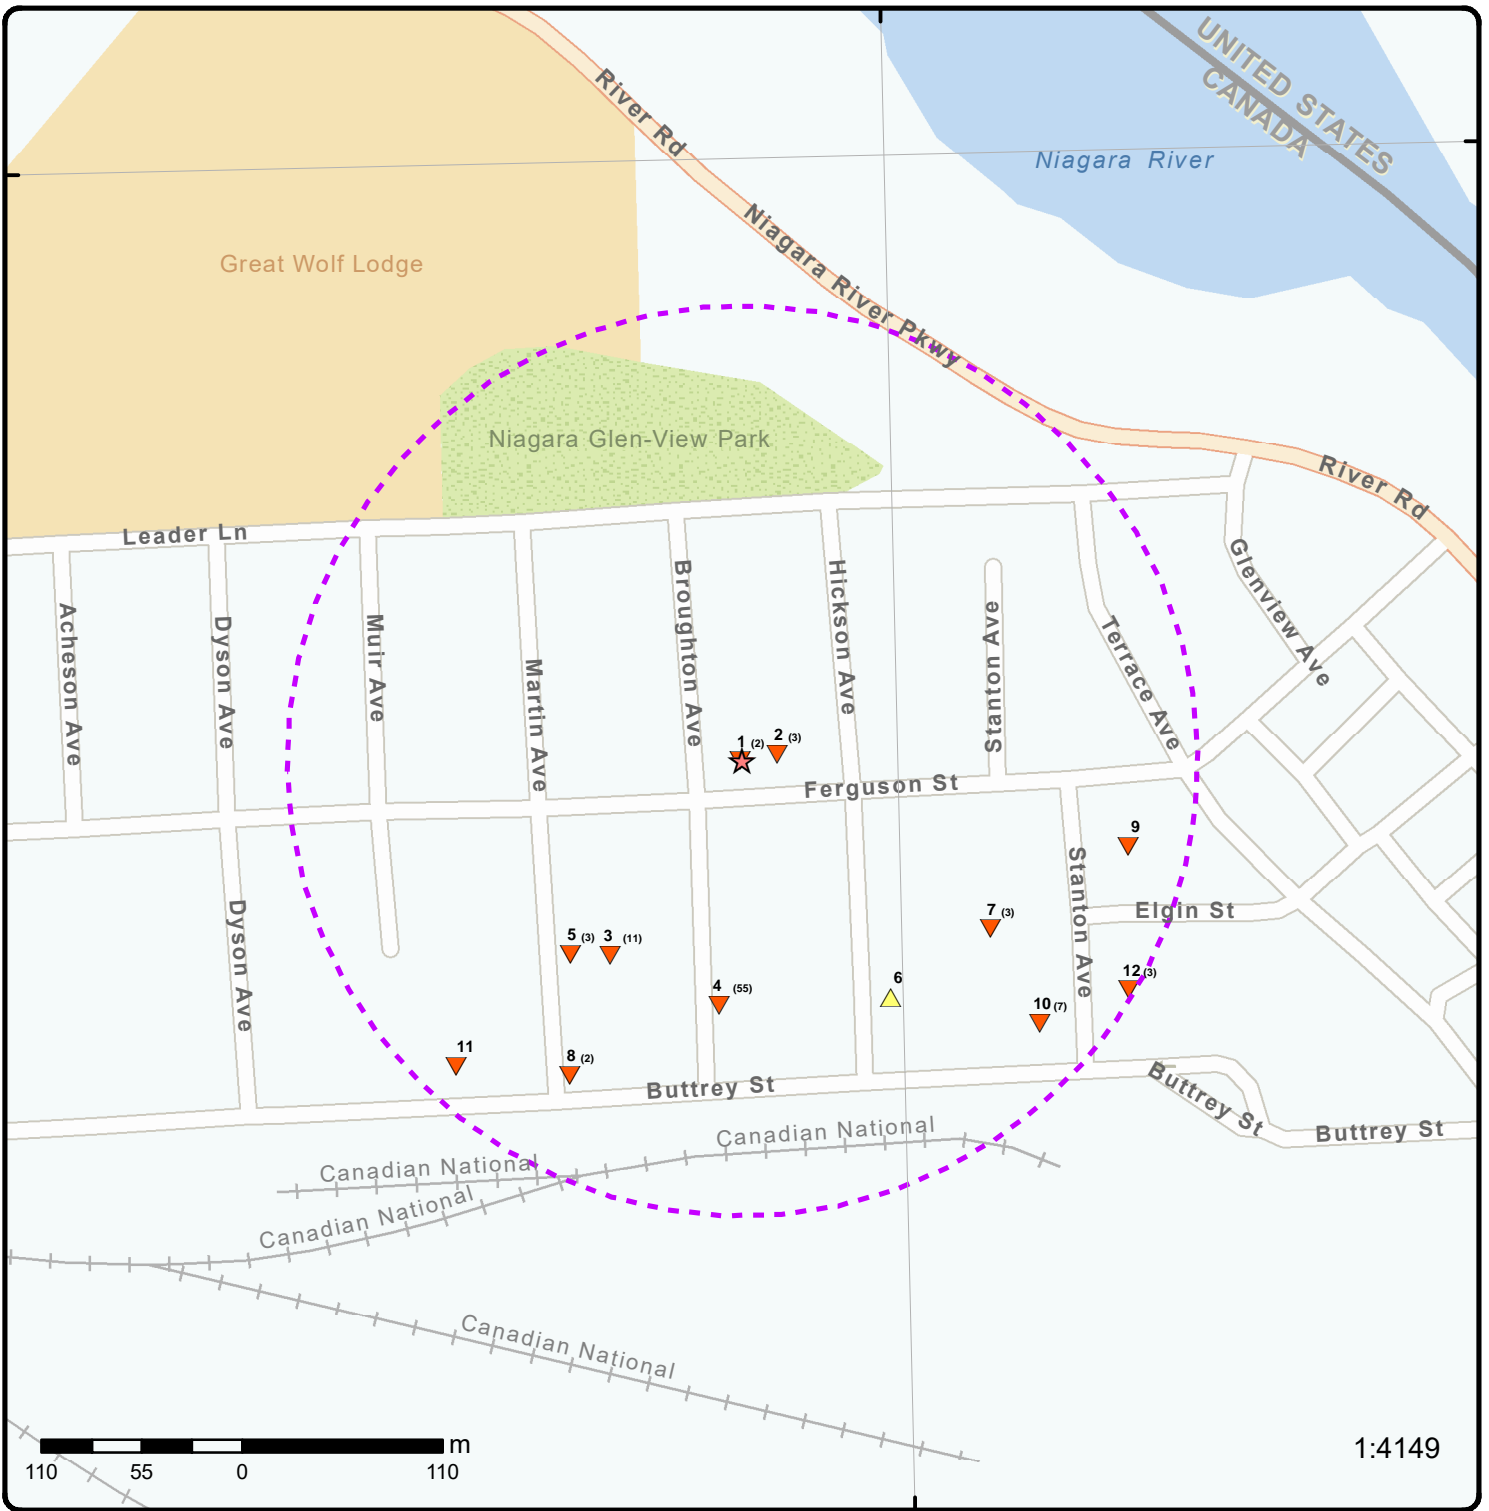 UNITED STATES
CANADA
River Rd
Niagara River
Niagara River Pkwy
Great Wolf Lodge
Niagara Glen-View Park
River Rd
Leader Ln
Glenview Ave
Acheson Ave
Dyson Ave
Muir Ave
Martin Ave
Broughton Ave
Hickson Ave
Stanton Ave
Terrace Ave
1 (2)
2 (3)
Ferguson St
9
Stanton Ave
Elgin St
7 (3)
Dyson Ave
5 (3)
3 (11)
4 (55)
6
12 (3)
10 (7)
11
8 (2)
Buttrey St
Buttrey St
Buttrey St
Canadian National
Canadian National
Canadian National
Canadian National
m
110 55 0 110
1:4149